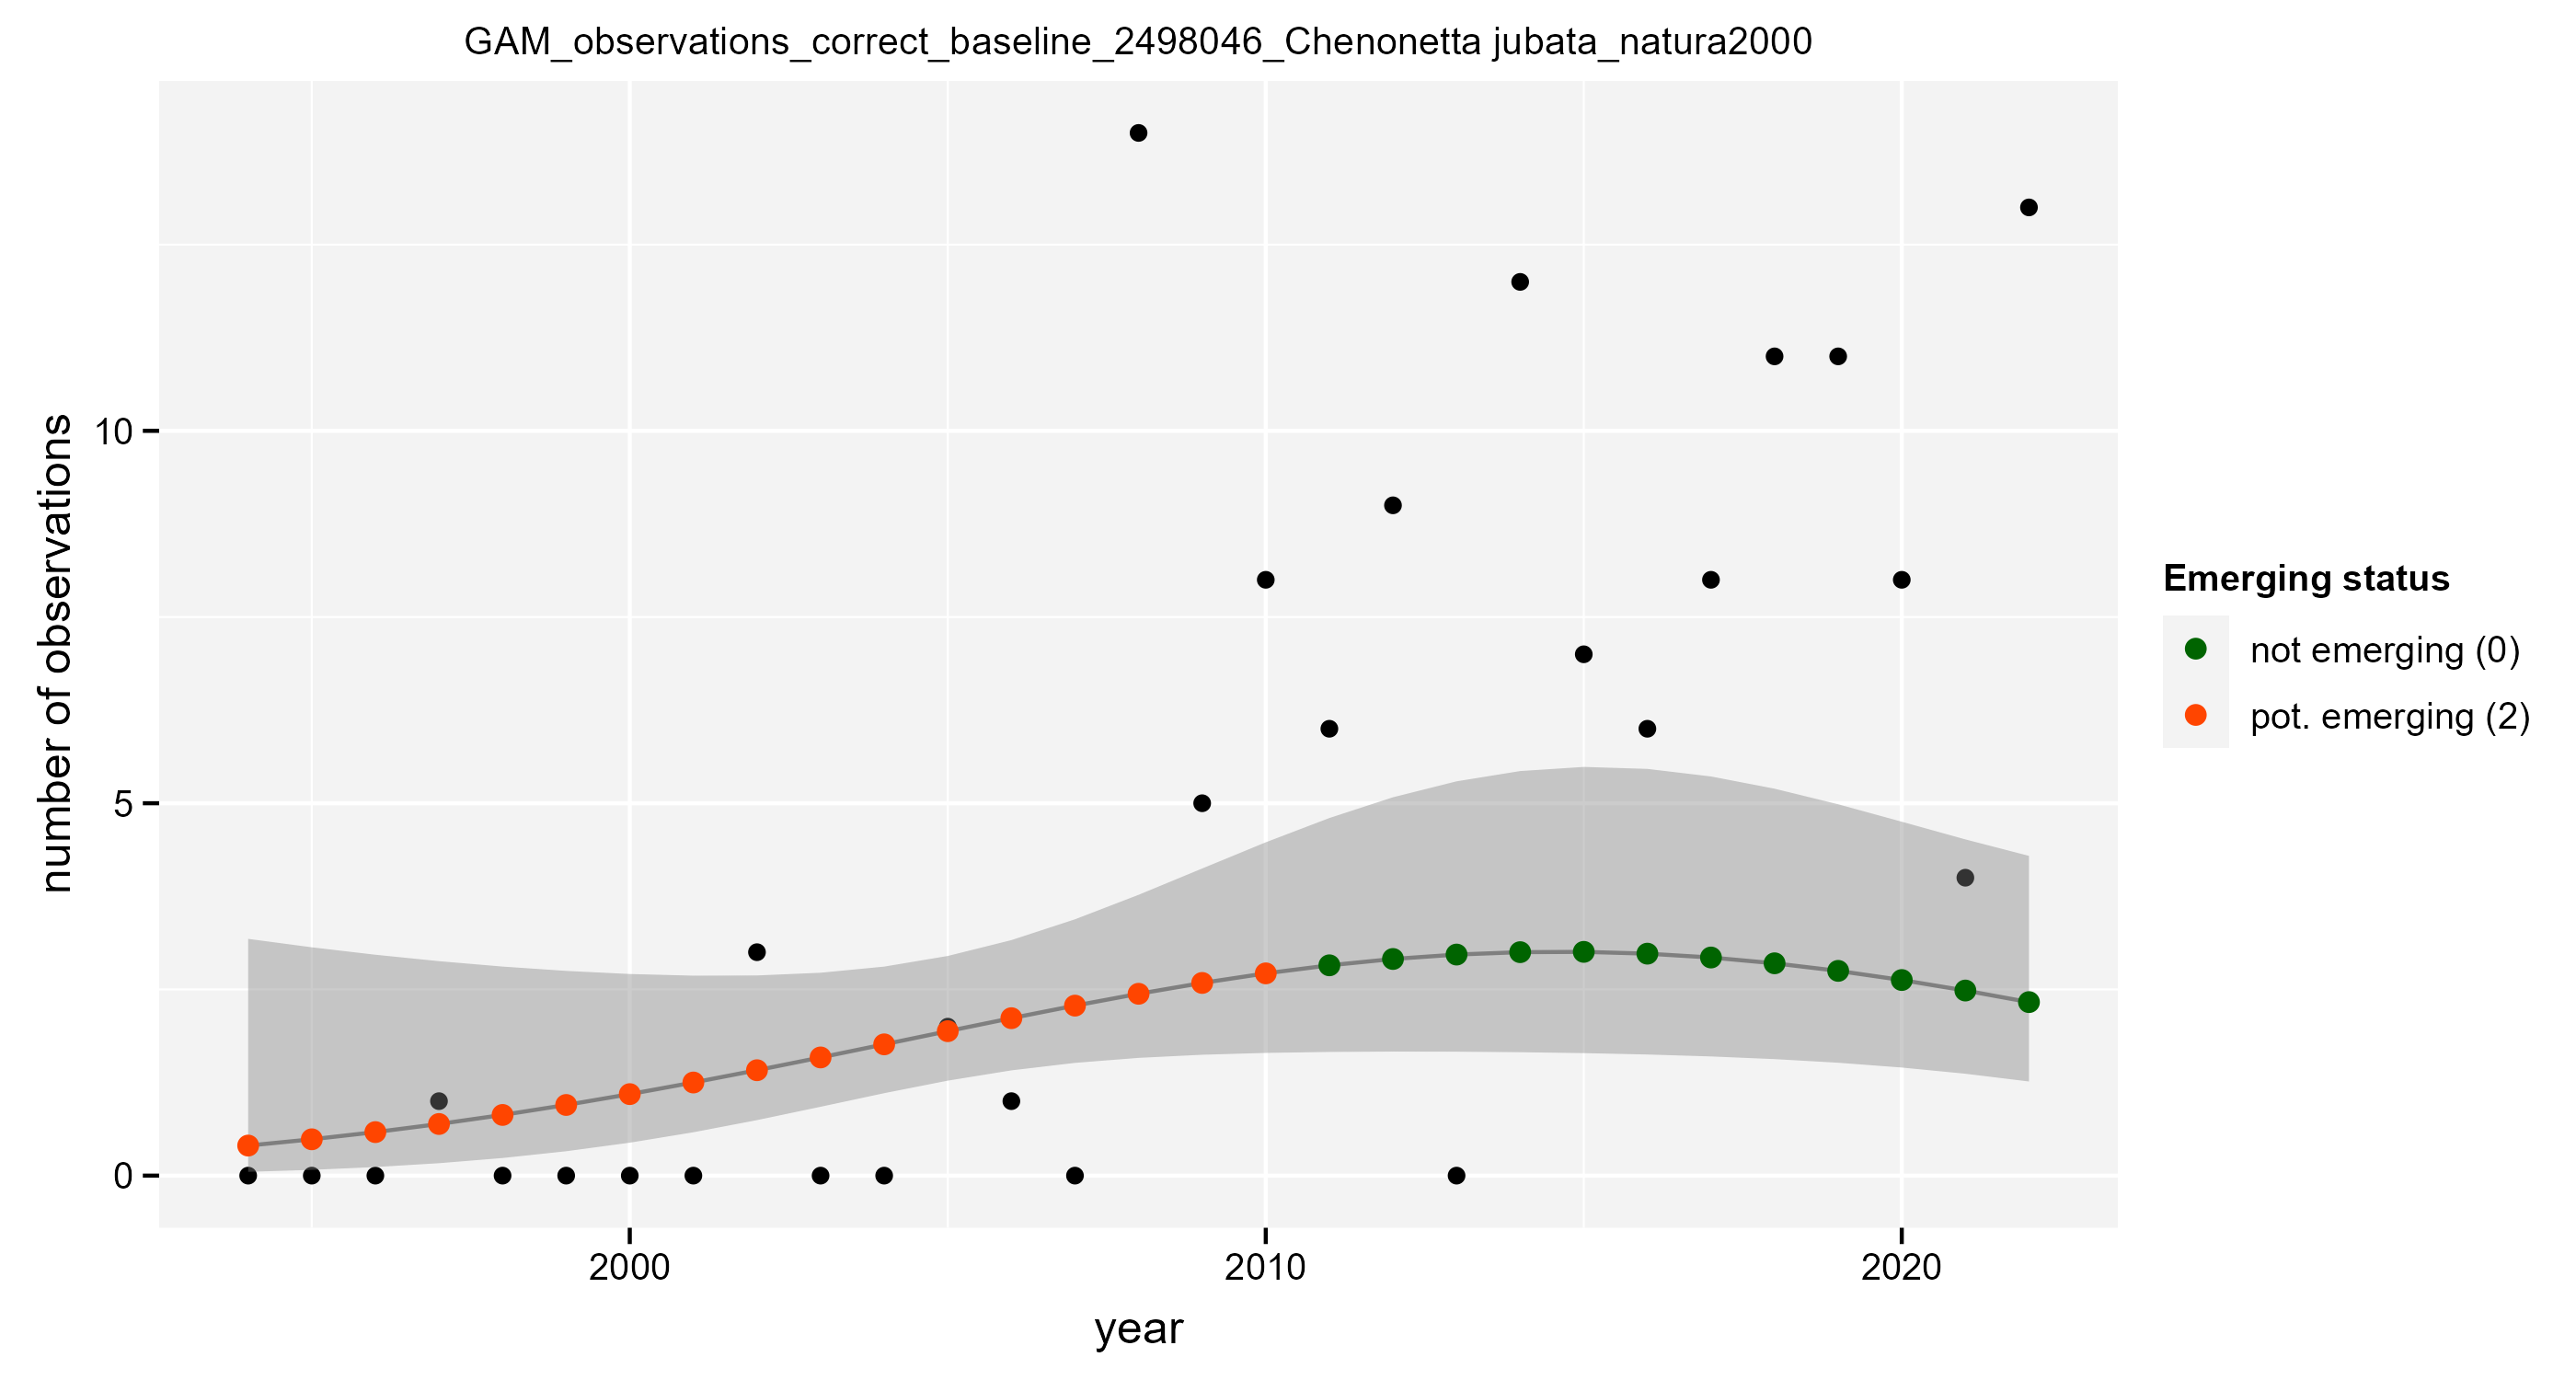 GAM_observations_correct_baseline_2498046_Chenonetta jubata_natura2000
number of observations
10
5
0
2000
2010
2020
year
Emerging status
not emerging (0)
pot. emerging (2)